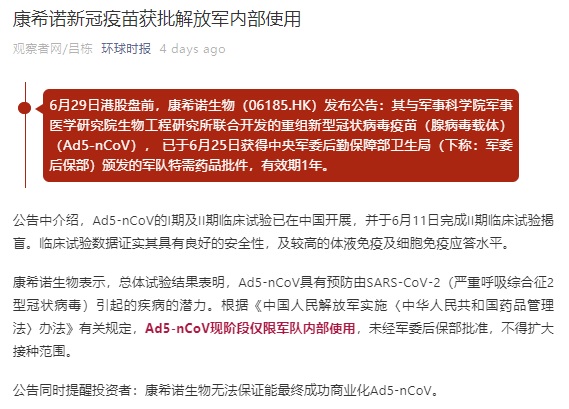 康希诺新冠疫苗获批解放军内部使用
观察者网/吕栋 环球时报 4 days ago
6月29日港股盘前，康希诺生物（06185.HK）发布公告：其与军事科学院军事
医学研究院生物工程研究所联合开发的重组新型冠状病毒疫苗（腺病毒载体）
（Ad5-nCoV），已于6月25日获得中央军委后勤保障部卫生局（下称：军委
后保部）颁发的军队特需药品批件，有效期1年。
公告中介绍，Ad5-nCoV的I期及II期临床试验已在中国开展，并于6月11日完成II期临床试验揭
盲。临床试验数据证实其具有良好的安全性，及较高的体液免疫及细胞免疫应答水平。
康希诺生物表示，总体试验结果表明，Ad5-nCoV具有预防由SARS-CoV-2（严重呼吸综合征2
型冠状病毒）引起的疾病的潜力。根据《中国人民解放军实施〈中华人民共和国药品管理
法〉办法》有关规定，Ad5-nCoV现阶段仅限军队内部使用，未经军委后保部批准，不得扩大
接种范围。
公告同时提醒投资者：康希诺生物无法保证能最终成功商业化Ad5-nCoV。